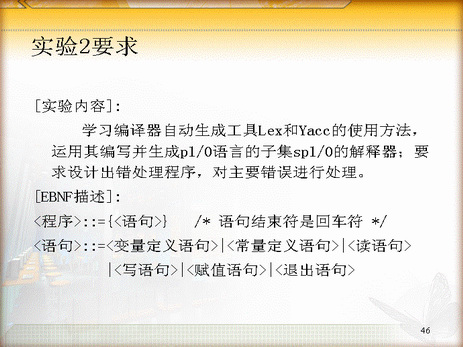 实验2要求
[实验内容]:
学习编译器自动生成工具Lex和Yacc的使用方法,
运用其编写并生成pl/0语言的子集spl/0的解释器；要
求设计出错处理程序，对主要错误进行处理。
[EBNF描述]:
<程序>::={<语句>} /* 语句结束符是回车符 */
<语句>::=<变量定义语句>|<常量定义语句>|<读语句>
|<写语句>|<赋值语句>|<退出语句>
46